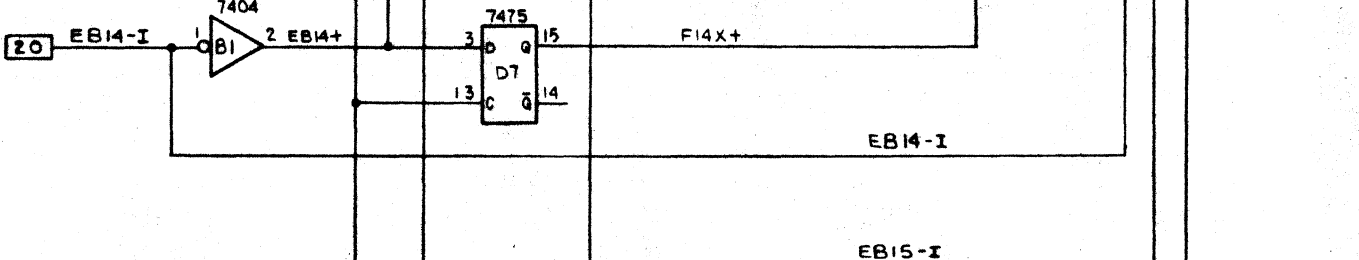 7404
7475
20 EB14-I 1 B1 2 EB14+ 3 D Q 15 F14X+
D7
13 C Q̄ 14
EB14-I
EB15-I